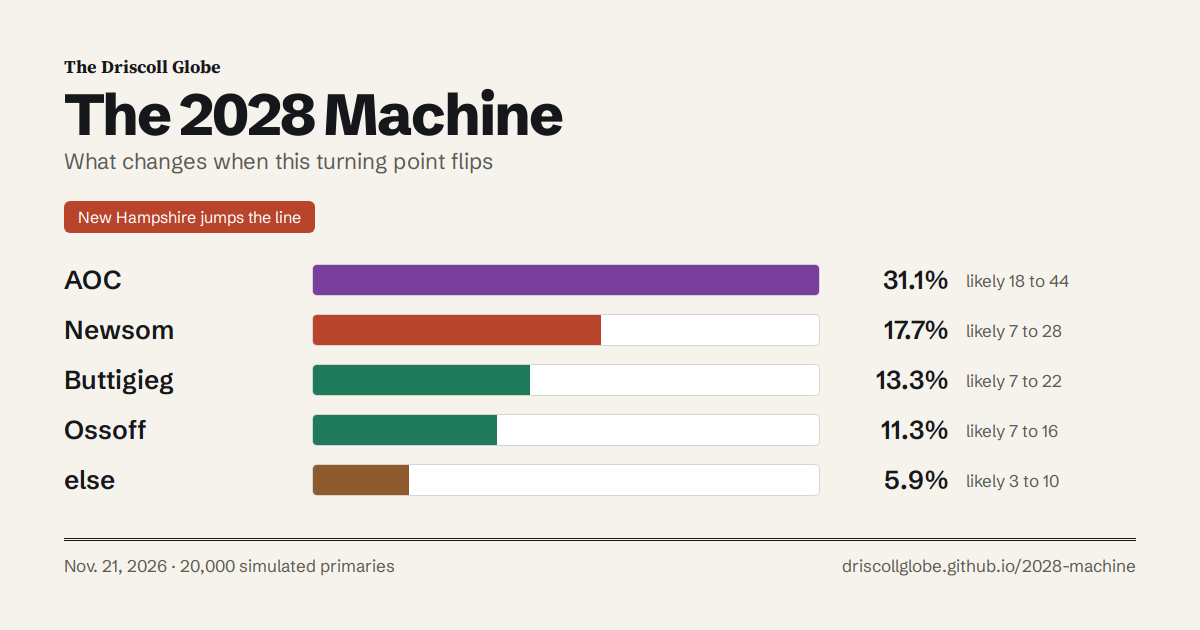 The Driscoll Globe
The 2028 Machine
What changes when this turning point flips
New Hampshire jumps the line
AOC 31.1% likely 18 to 44
Newsom 17.7% likely 7 to 28
Buttigieg 13.3% likely 7 to 22
Ossoff 11.3% likely 7 to 16
else 5.9% likely 3 to 10
Nov. 21, 2026 · 20,000 simulated primaries driscollglobe.github.io/2028-machine